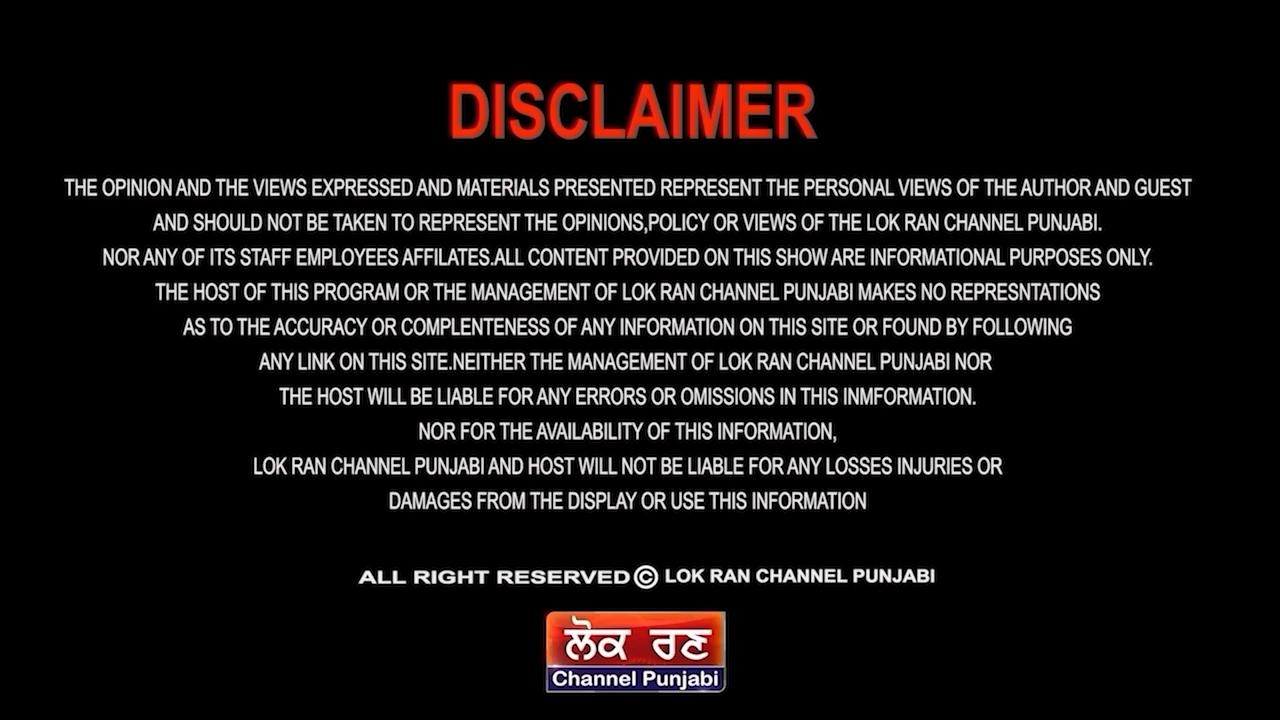 DISCLAIMER
THE OPINION AND THE VIEWS EXPRESSED AND MATERIALS PRESENTED REPRESENT THE PERSONAL VIEWS OF THE AUTHOR AND GUEST
AND SHOULD NOT BE TAKEN TO REPRESENT THE OPINIONS,POLICY OR VIEWS OF THE LOK RAN CHANNEL PUNJABI.
NOR ANY OF ITS STAFF EMPLOYEES AFFILATES.ALL CONTENT PROVIDED ON THIS SHOW ARE INFORMATIONAL PURPOSES ONLY.
THE HOST OF THIS PROGRAM OR THE MANAGEMENT OF LOK RAN CHANNEL PUNJABI MAKES NO REPRESNTATIONS
AS TO THE ACCURACY OR COMPLENTENESS OF ANY INFORMATION ON THIS SITE OR FOUND BY FOLLOWING
ANY LINK ON THIS SITE.NEITHER THE MANAGEMENT OF LOK RAN CHANNEL PUNJABI NOR
THE HOST WILL BE LIABLE FOR ANY ERRORS OR OMISSIONS IN THIS INMFORMATION.
NOR FOR THE AVAILABILITY OF THIS INFORMATION,
LOK RAN CHANNEL PUNJABI AND HOST WILL NOT BE LIABLE FOR ANY LOSSES INJURIES OR
DAMAGES FROM THE DISPLAY OR USE THIS INFORMATION
ALL RIGHT RESERVED © LOK RAN CHANNEL PUNJABI
ਲੋਕ ਰਣ
Channel Punjabi